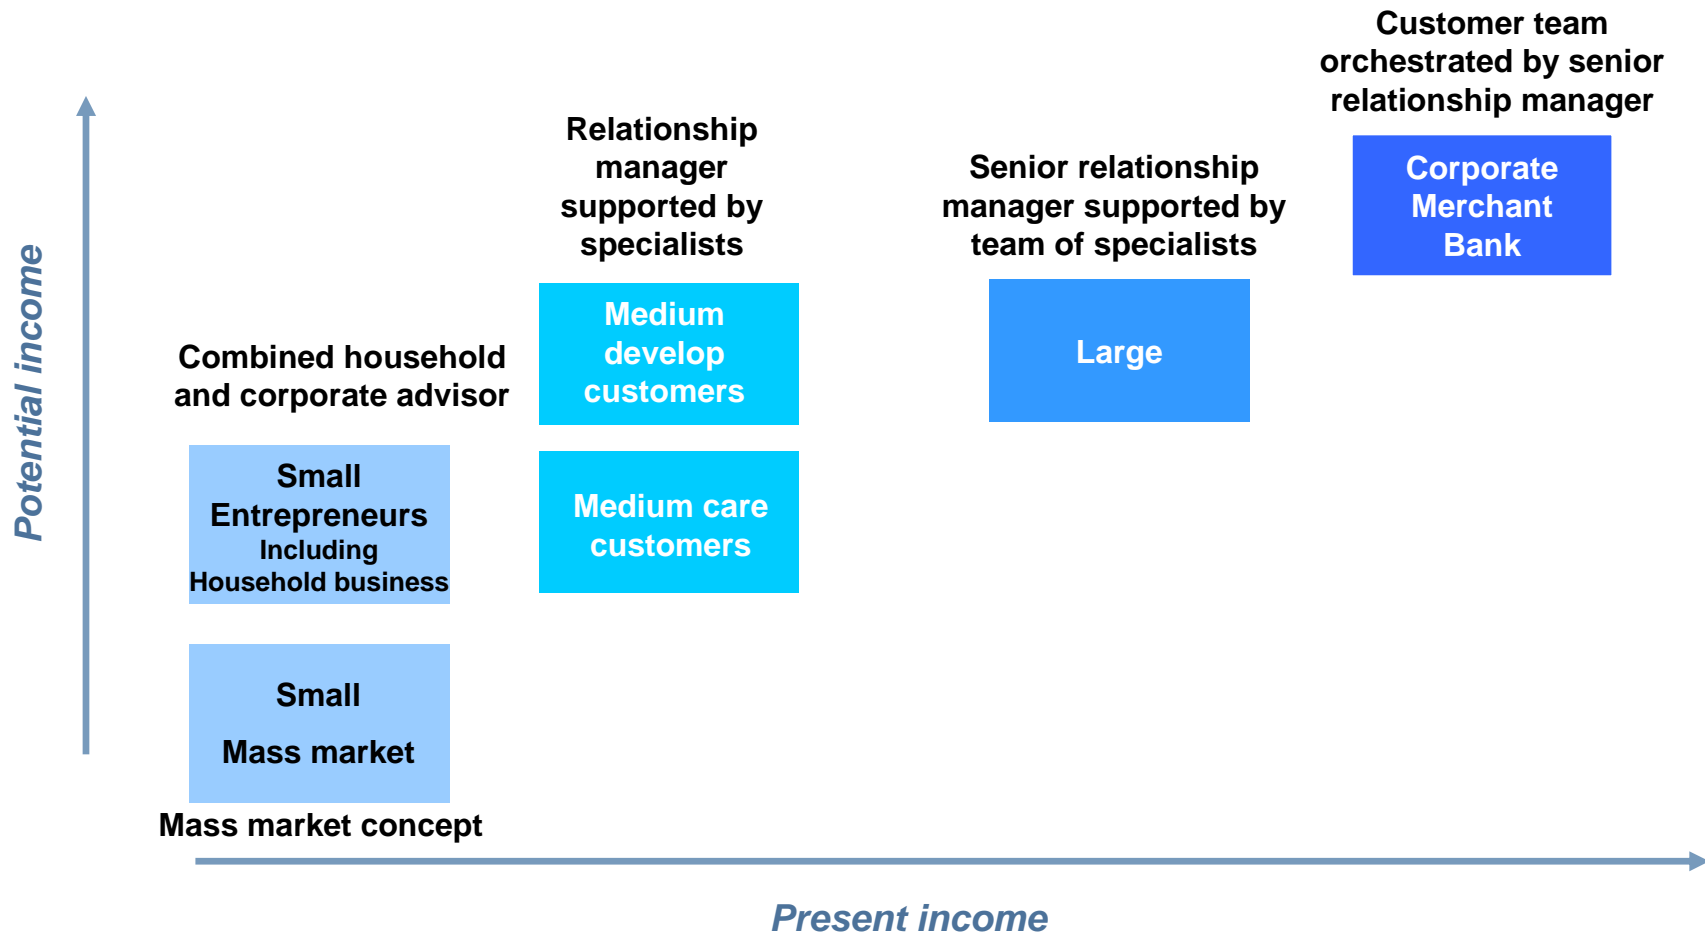 Customer team
orchestrated by senior
relationship manager
Corporate
Merchant
Bank
Relationship
manager
supported by
specialists
Senior relationship
manager supported by
team of specialists
Medium
develop
customers
Large
Combined household
and corporate advisor
Small
Entrepreneurs
Including
Household business
Medium care
customers
Small
Mass market
Mass market concept
Potential income
Present income